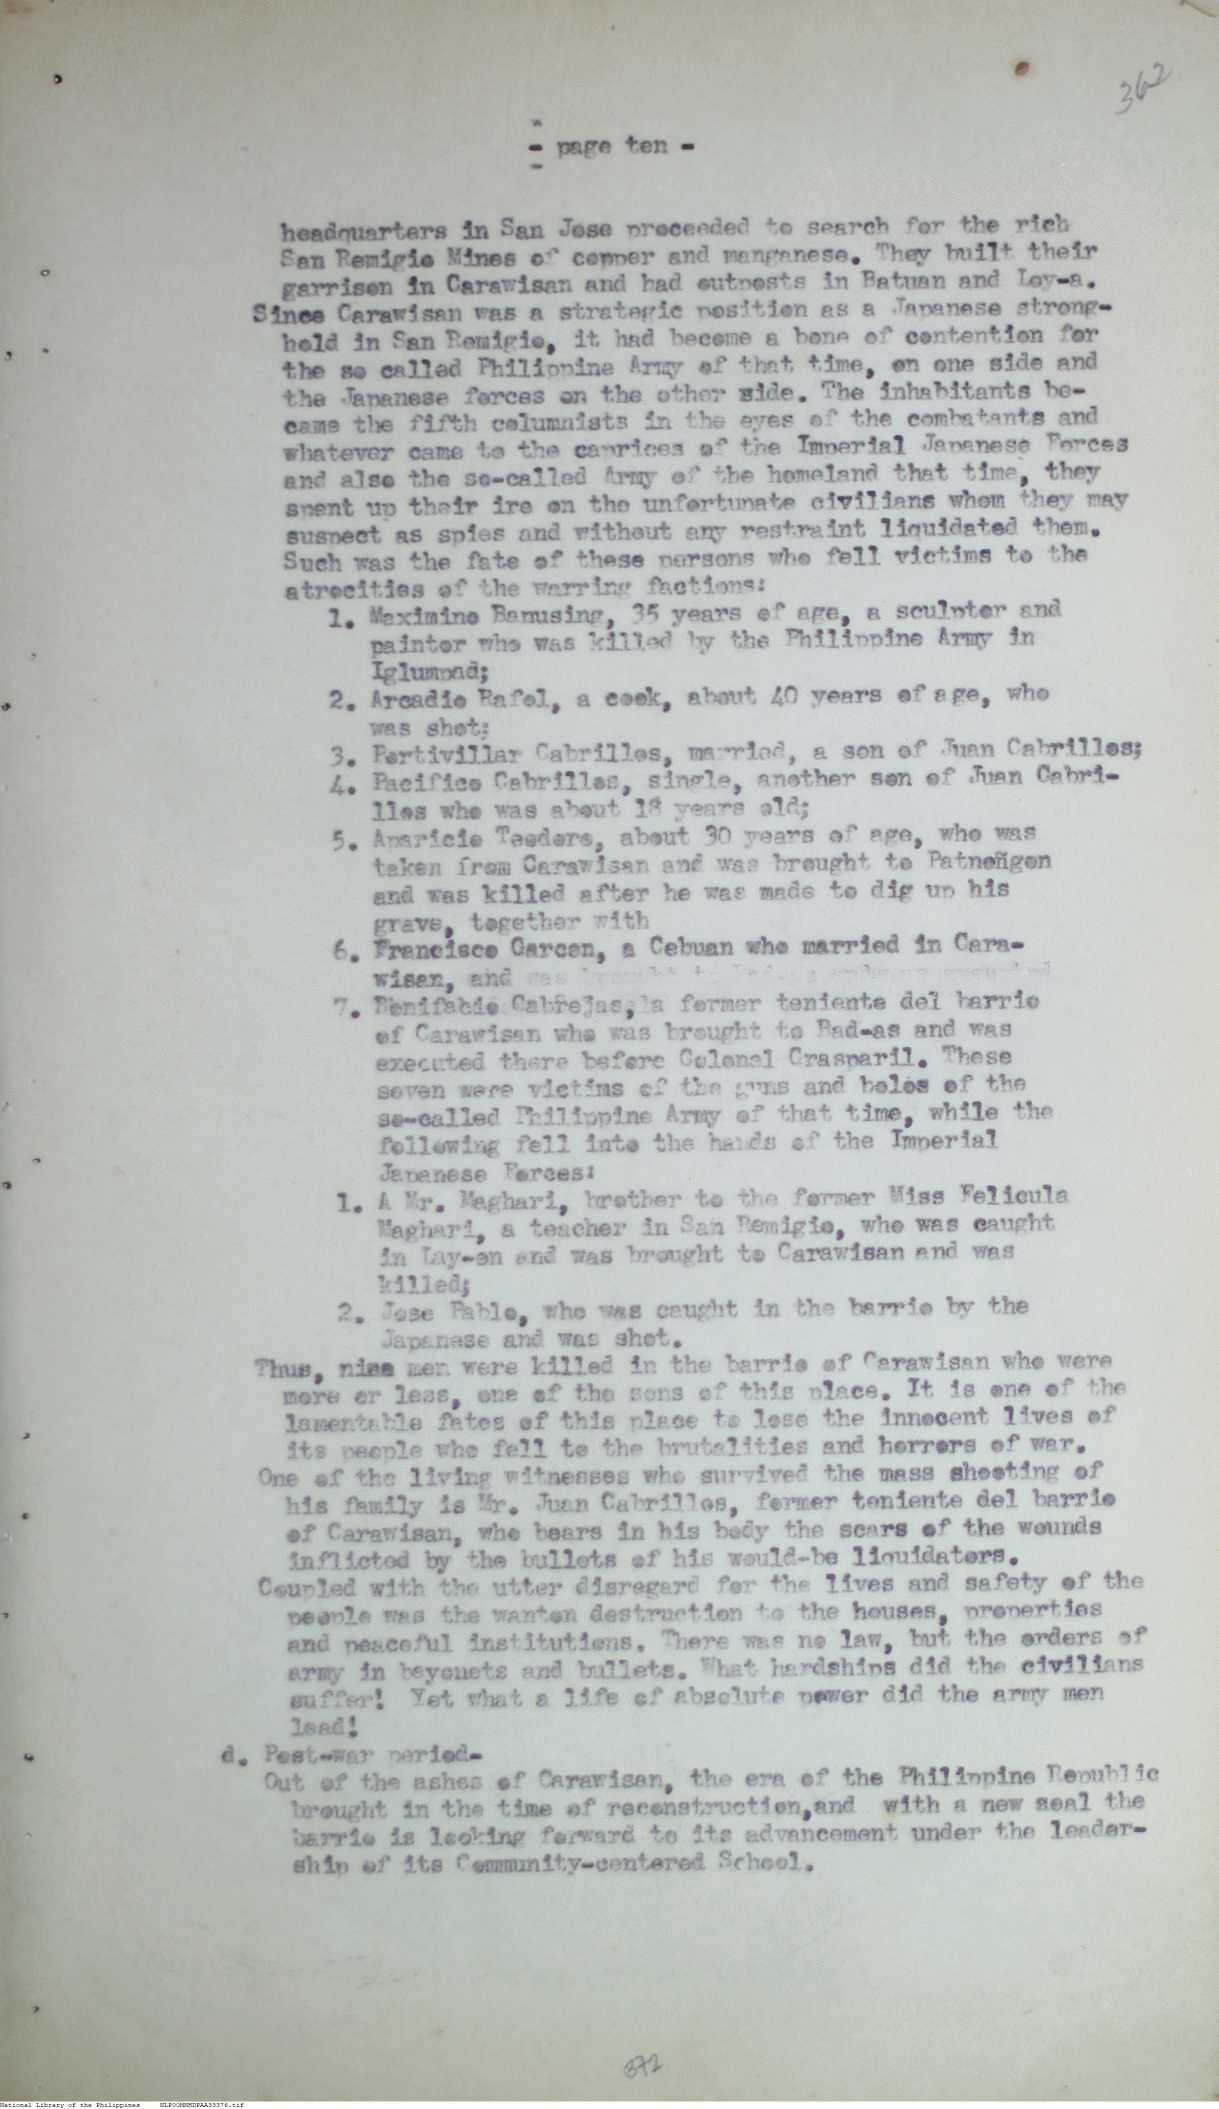 362
- page ten -
headquarters in San Jose proceeded to search for the rich
San Remigio Mines of copper and manganese. They built their
garrison in Carawisan and had outposts in Batuan and Loy-a.
Since Carawisan was a strategic position as a Japanese strong-
hold in San Remigio, it had become a bone of contention for
the so called Philippine Army of that time, on one side and
the Japanese forces on the other side. The inhabitants be-
came the fifth columnists in the eyes of the combatants and
whatever came to the caprices of the Imperial Japanese Forces
and also the so-called Army of the homeland that time, they
spent up their ire on the unfortunate civilians whom they may
suspect as spies and without any restraint liquidated them.
Such was the fate of these persons who fell victims to the
atrocities of the warring factions:
1. Maximino Banusing, 35 years of age, a sculptor and
painter who was killed by the Philippine Army in
Iglumpad;
2. Arcadio Rafol, a cook, about 40 years of age, who
was shot;
3. Portivillar Cabrilles, married, a son of Juan Cabrilles;
4. Pacifico Cabrilles, single, another son of Juan Cabri-
lles who was about 18 years old;
5. Aparicio Teodoro, about 30 years of age, who was
taken from Carawisan and was brought to Patnoñgon
and was killed after he was made to dig up his
grave, together with
6. Francisco Garcen, a Cebuan who married in Cara-
wisan, and
7. Bonifacio Cabrejas, a former teniente del barrio
of Carawisan who was brought to Bad-as and was
executed there before Colonel Grasparil. These
seven were victims of the guns and bolos of the
so-called Philippine Army of that time, while the
following fell into the hands of the Imperial
Japanese Forces:
1. A Mr. Maghari, brother to the former Miss Felicula
Maghari, a teacher in San Remigio, who was caught
in Lay-on and was brought to Carawisan and was
killed;
2. Jose Pablo, who was caught in the barrio by the
Japanese and was shot.
Thus, nine men were killed in the barrio of Carawisan who were
more or less, one of the sons of this place. It is one of the
lamentable fates of this place to lose the innocent lives of
its people who fell to the brutalities and horrors of war.
One of the living witnesses who survived the mass shooting of
his family is Mr. Juan Cabrilles, former teniente del barrio
of Carawisan, who bears in his body the scars of the wounds
inflicted by the bullets of his would-be liquidators.
Coupled with the utter disregard for the lives and safety of the
people was the wanton destruction to the houses, properties
and peaceful institutions. There was no law, but the orders of
army in bayonets and bullets. What hardships did the civilians
suffer! Yet what a life of absolute power did the army men
lead!
d. Post-war period-
Out of the ashes of Carawisan, the era of the Philippine Republic
brought in the time of reconstruction,and with a new seal the
barrio is looking forward to its advancement under the leader-
ship of its Community-centered School.
372
National Library of the Philippines